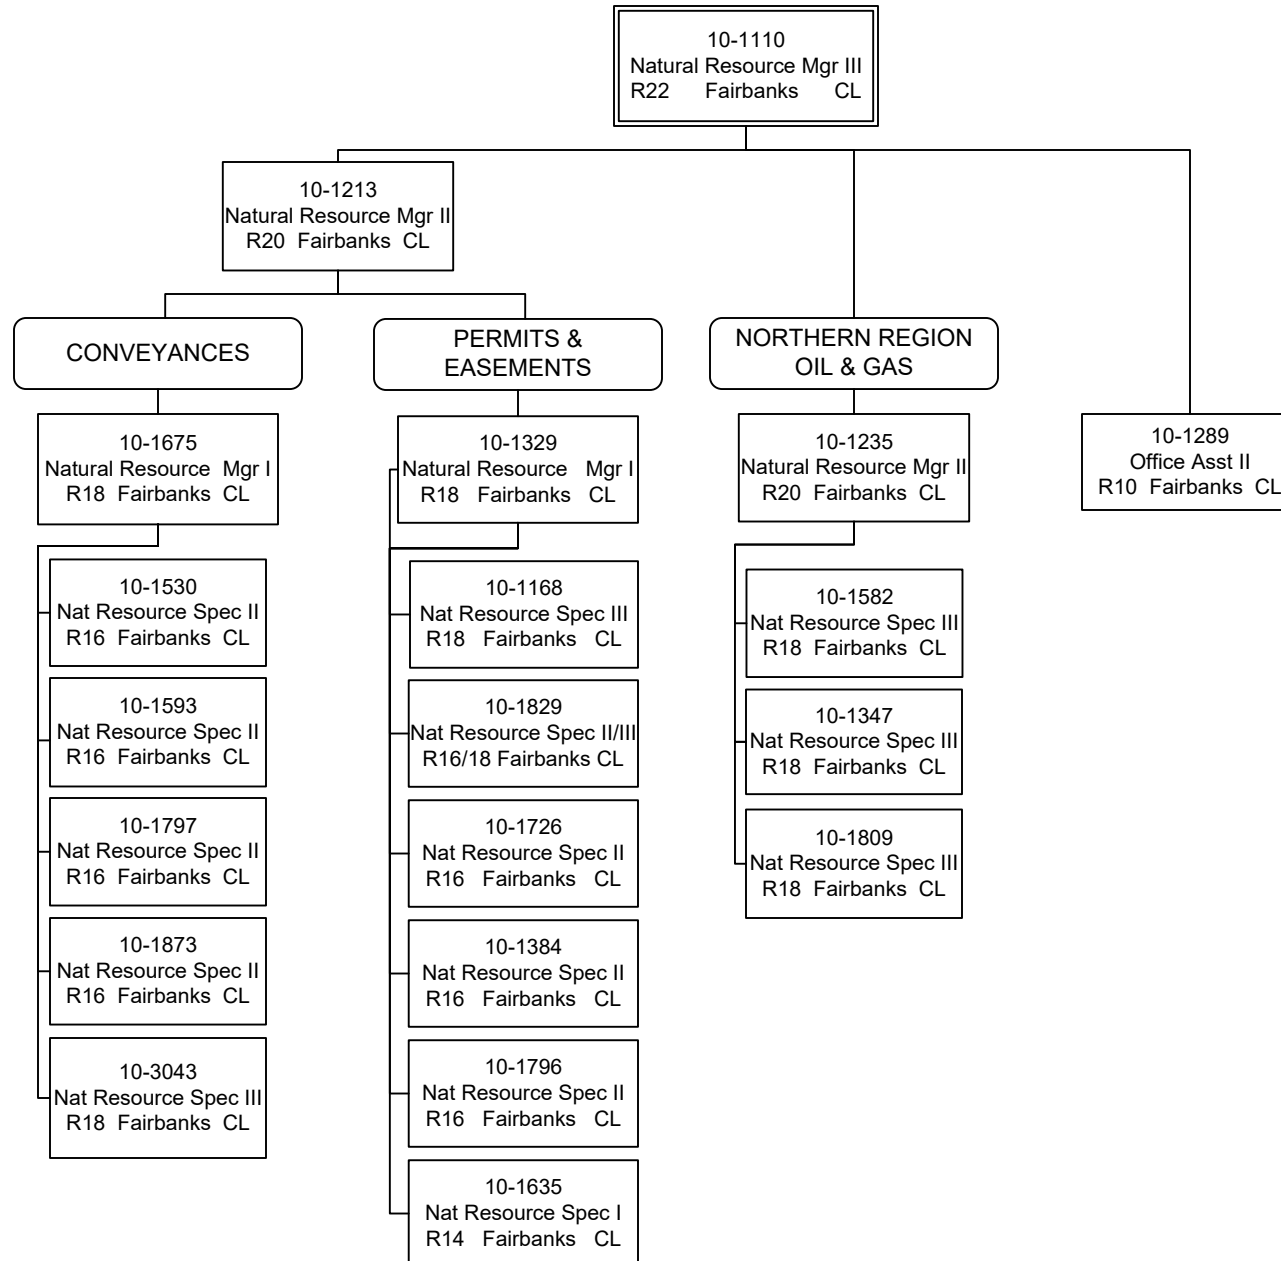 10-1110
Natural Resource Mgr III
R22 Fairbanks CL
10-1213
Natural Resource Mgr II
R20 Fairbanks CL
CONVEYANCES
PERMITS &
EASEMENTS
NORTHERN REGION
OIL & GAS
10-1675
Natural Resource Mgr I
R18 Fairbanks CL
10-1329
Natural Resource Mgr I
R18 Fairbanks CL
10-1235
Natural Resource Mgr II
R20 Fairbanks CL
10-1289
Office Asst II
R10 Fairbanks CL
10-1530
Nat Resource Spec II
R16 Fairbanks CL
10-1593
Nat Resource Spec II
R16 Fairbanks CL
10-1797
Nat Resource Spec II
R16 Fairbanks CL
10-1873
Nat Resource Spec II
R16 Fairbanks CL
10-3043
Nat Resource Spec III
R18 Fairbanks CL
10-1168
Nat Resource Spec III
R18 Fairbanks CL
10-1829
Nat Resource Spec II/III
R16/18 Fairbanks CL
10-1726
Nat Resource Spec II
R16 Fairbanks CL
10-1384
Nat Resource Spec II
R16 Fairbanks CL
10-1796
Nat Resource Spec II
R16 Fairbanks CL
10-1635
Nat Resource Spec I
R14 Fairbanks CL
10-1582
Nat Resource Spec III
R18 Fairbanks CL
10-1347
Nat Resource Spec III
R18 Fairbanks CL
10-1809
Nat Resource Spec III
R18 Fairbanks CL